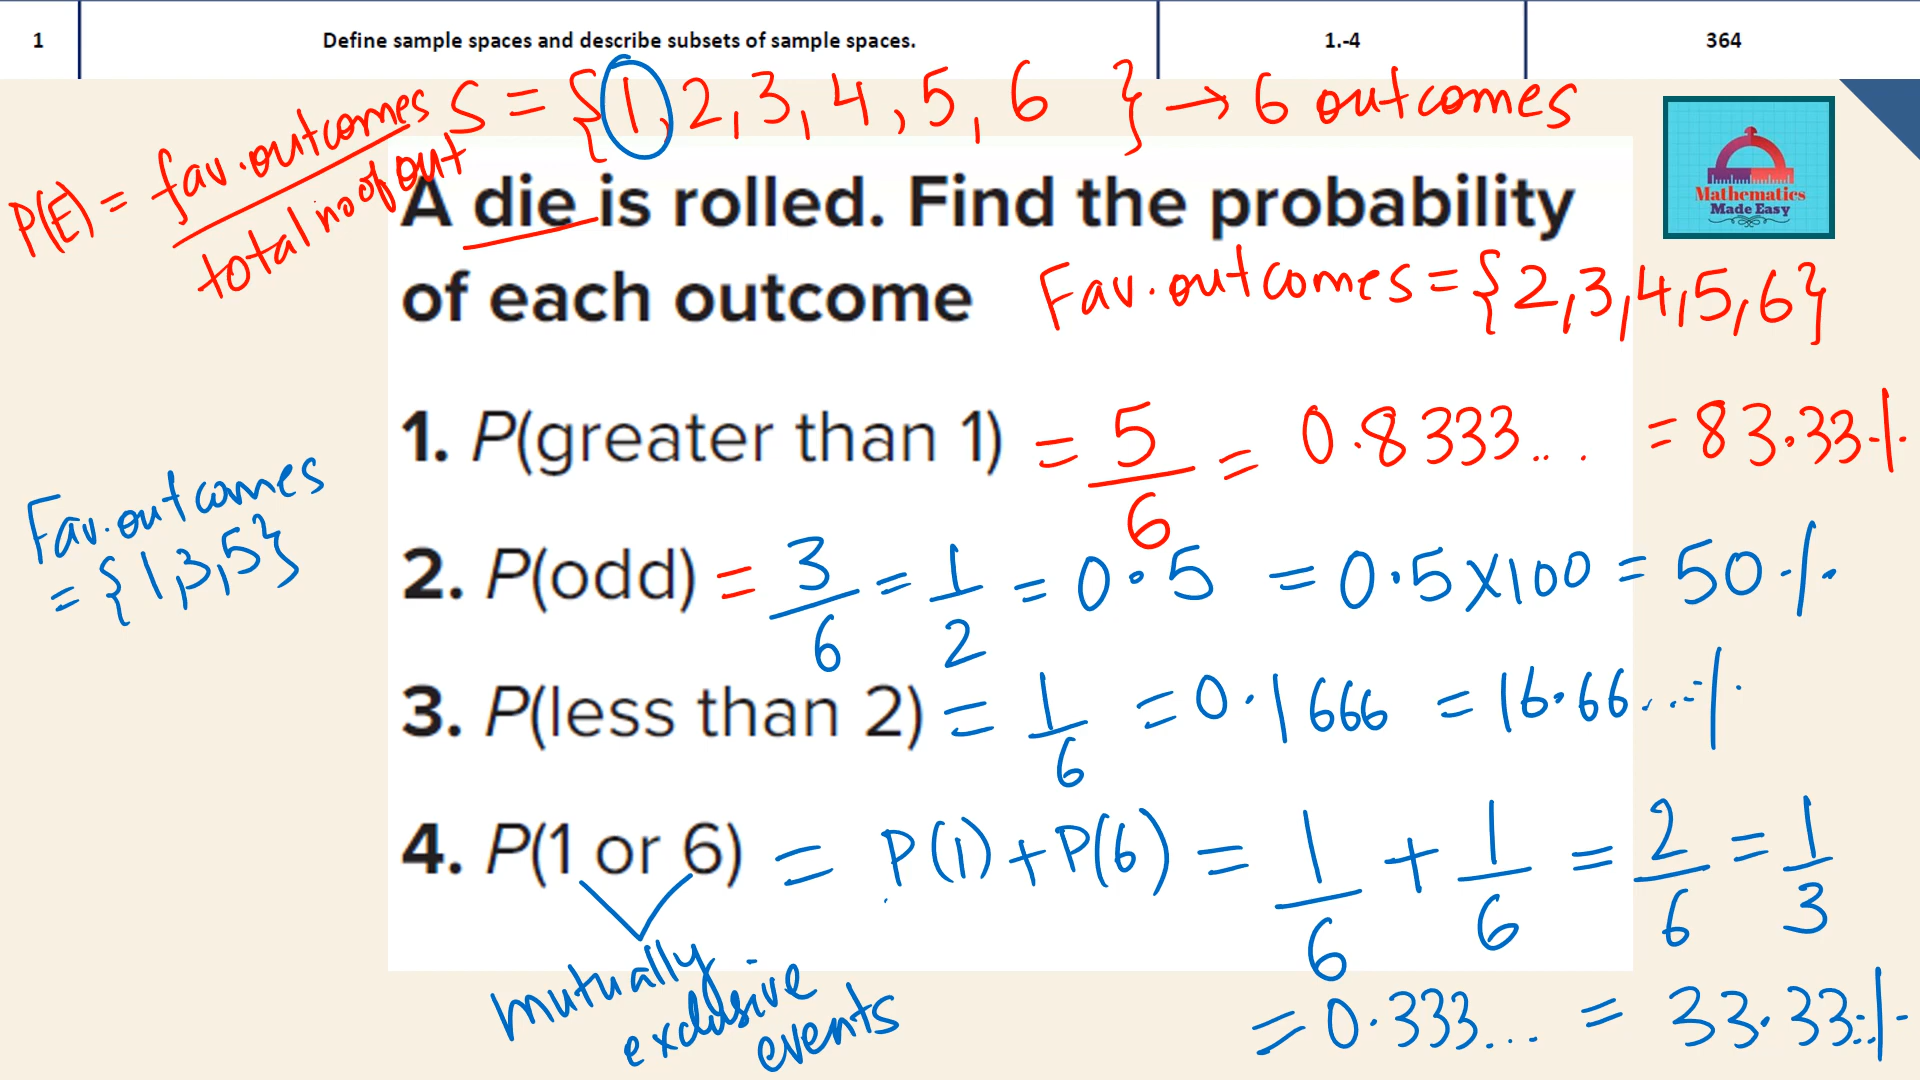 1 Define sample spaces and describe subsets of sample spaces. 1.-4 364
S = {1, 2, 3, 4, 5, 6 } → 6 outcomes
P(E) = fav. outcomes / total no of out
Mathematics
Made Easy
A die is rolled. Find the probability
of each outcome
Fav. outcomes = {2,3,4,5,6}
1. P(greater than 1) = 5/6 = 0.8333... = 83.33.%
Fav. outcomes
= {1,3,5}
2. P(odd) = 3/6 = 1/2 = 0.5 = 0.5 X 100 = 50 %
3. P(less than 2) = 1/6 = 0.1666 = 16.66...%
4. P(1 or 6) = P(1) + P(6) = 1/6 + 1/6 = 2/6 = 1/3
mutually
exclusive
events
= 0.333... = 33.33..%